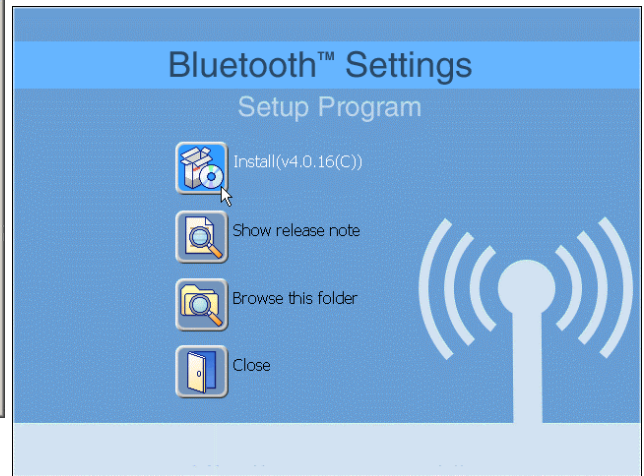 Bluetooth™ Settings
Setup Program
Install(v4.0.16(C))
Show release note
Browse this folder
Close